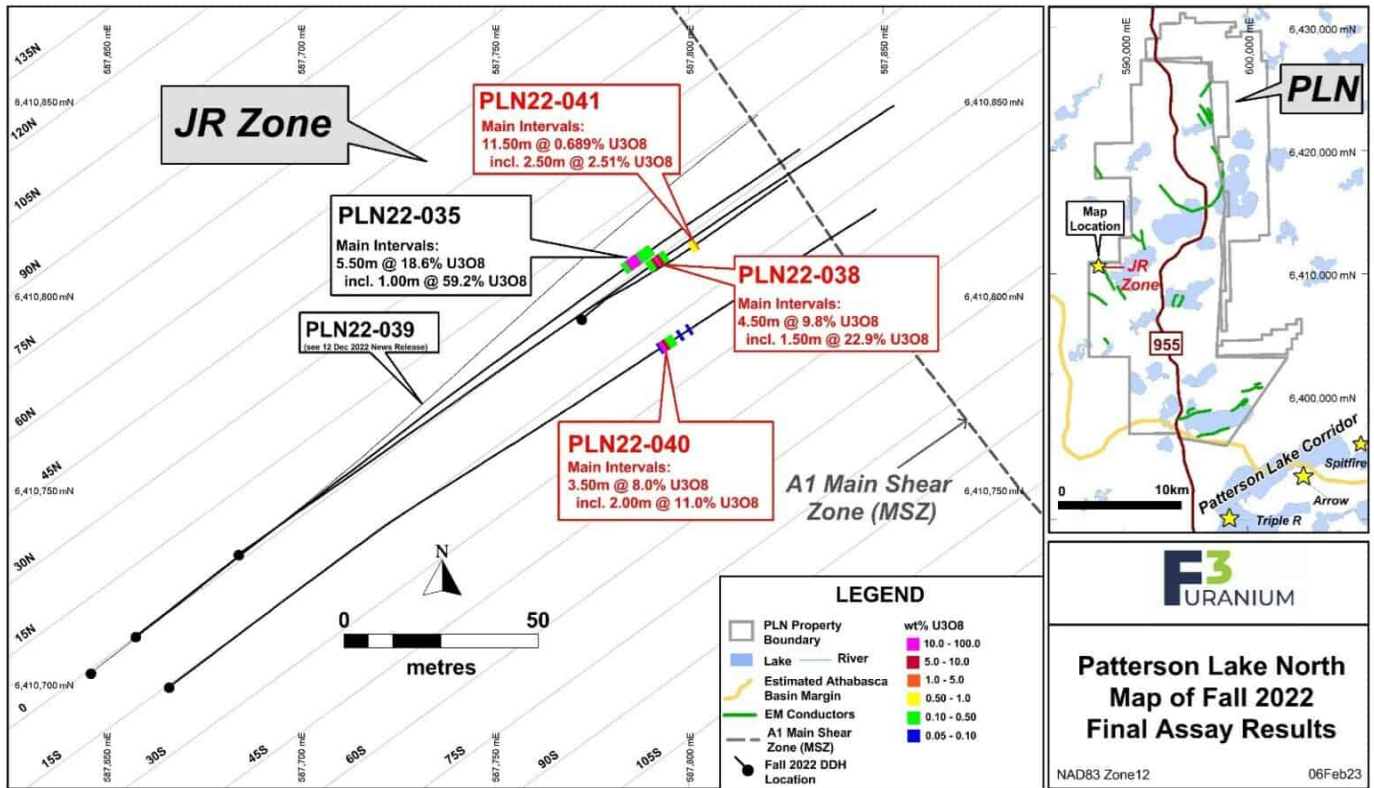 135N
120N
105N
90N
75N
60N
45N
30N
15N
0
15S
30S
45S
60S
75S
90S
105S
587,650 mE
587,700 mE
587,750 mE
587,800 mE
587,850 mE
6,410,850 mN
6,410,800 mN
6,410,750 mN
6,410,700 mN
6,410,850 mN
6,410,800 mN
6,410,750 mN
587,650 mE
587,700 mE
587,750 mE
587,800 mE
JR Zone
PLN22-041
Main Intervals:
11.50m @ 0.689% U3O8
incl. 2.50m @ 2.51% U3O8
PLN22-035
Main Intervals:
5.50m @ 18.6% U3O8
incl. 1.00m @ 59.2% U3O8
PLN22-038
Main Intervals:
4.50m @ 9.8% U3O8
incl. 1.50m @ 22.9% U3O8
PLN22-039
(see 12 Dec 2022 News Release)
PLN22-040
Main Intervals:
3.50m @ 8.0% U3O8
incl. 2.00m @ 11.0% U3O8
A1 Main Shear
Zone (MSZ)
N
0 50
metres
LEGEND
PLN Property
Boundary
Lake River
Estimated Athabasca
Basin Margin
EM Conductors
A1 Main Shear
Zone (MSZ)
Fall 2022 DDH
Location
wt% U3O8
10.0 - 100.0
5.0 - 10.0
1.0 - 5.0
0.50 - 1.0
0.10 - 0.50
0.05 - 0.10
590,000 mE
600,000 mE
6,430,000 mN
PLN
6,420,000 mN
Map
Location
JR
Zone
6,410,000 mN
955
6,400,000 mN
Patterson Lake Corridor
Spitfire
Arrow
Triple R
0 10km
F3
URANIUM
Patterson Lake North
Map of Fall 2022
Final Assay Results
NAD83 Zone12
06Feb23